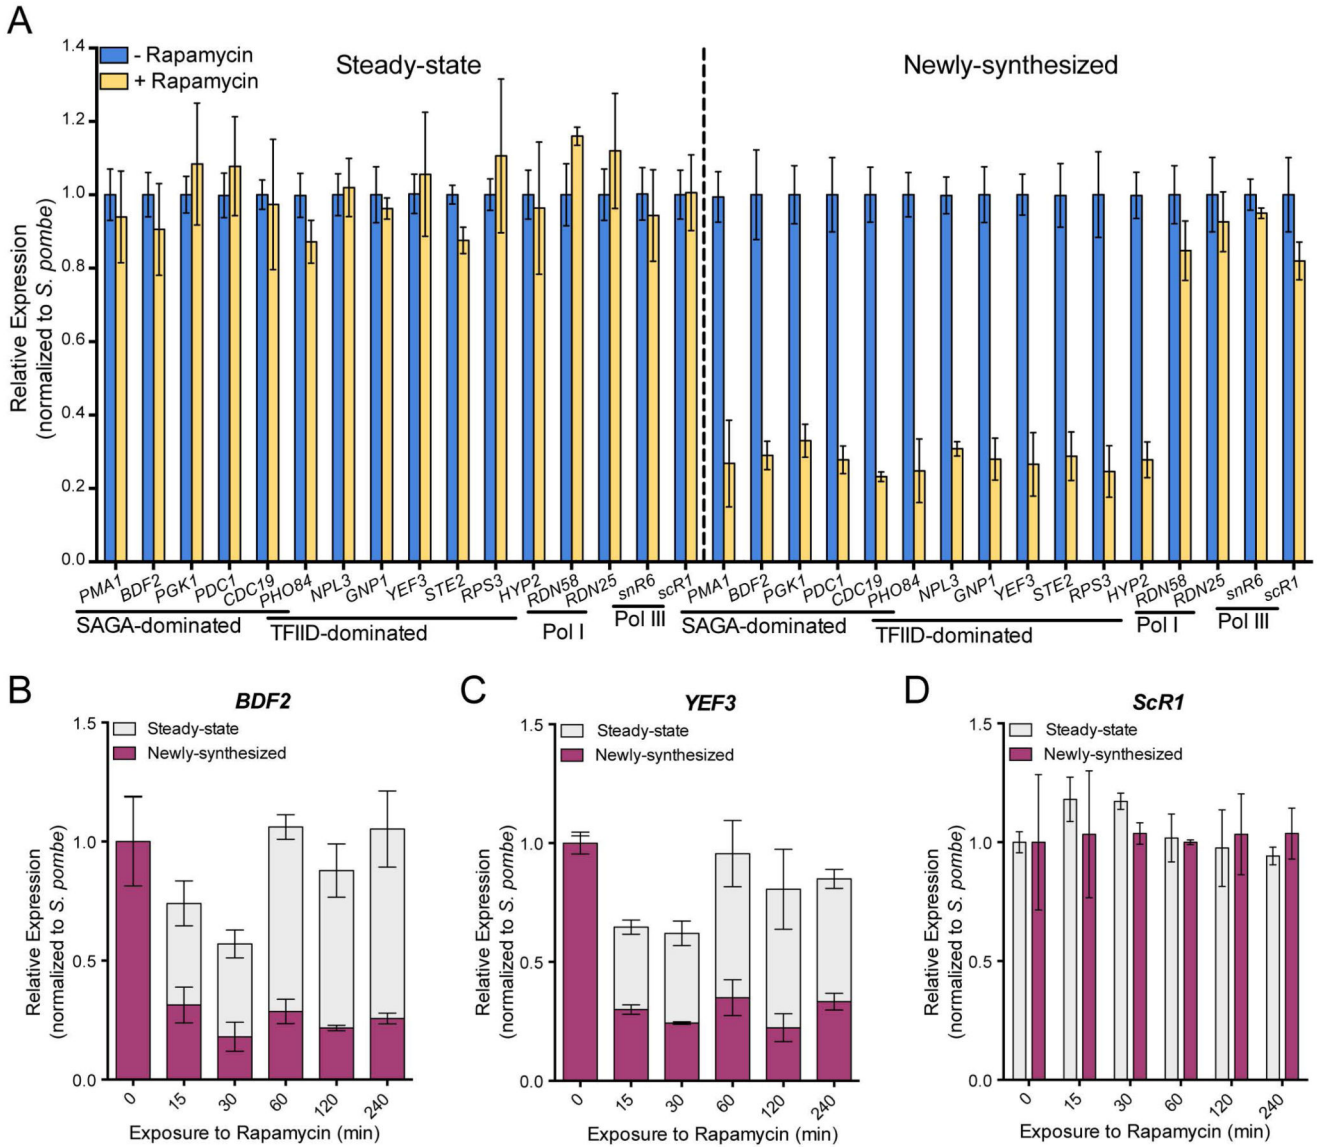 A
1.4
1.2
1.0
0.8
0.6
0.4
0.2
0.0
Relative Expression
(normalized to S. pombe)
- Rapamycin
+ Rapamycin
Steady-state
Newly-synthesized
PMA1 BDF2 PGK1 PDC1 CDC19 PHO84 NPL3 GNP1 YEF3 STE2 RPS3 HYP2 RDN58 RDN25 snR6 scR1 PMA1 BDF2 PGK1 PDC1 CDC19 PHO84 NPL3 GNP1 YEF3 STE2 RPS3 HYP2 RDN58 RDN25 snR6 scR1
SAGA-dominated TFIID-dominated Pol I Pol III SAGA-dominated TFIID-dominated Pol I Pol III
B
BDF2
Steady-state
Newly-synthesized
1.5
1.0
0.5
0.0
Relative Expression
(normalized to S. pombe)
0 15 30 60 120 240
Exposure to Rapamycin (min)
C
YEF3
Steady-state
Newly-synthesized
1.5
1.0
0.5
0.0
Relative Expression
(normalized to S. pombe)
0 15 30 60 120 240
Exposure to Rapamycin (min)
D
ScR1
Steady-state
Newly-synthesized
1.5
1.0
0.5
0.0
Relative Expression
(normalized to S. pombe)
0 15 30 60 120 240
Exposure to Rapamycin (min)